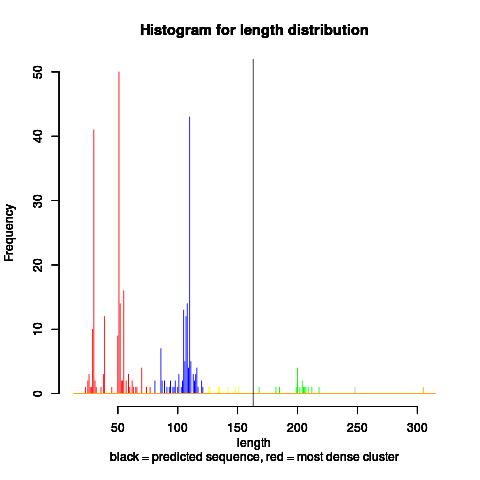 Histogram for length distribution
Frequency
50
40
30
20
10
0
50 100 150 200 250 300
length
black = predicted sequence, red = most dense cluster